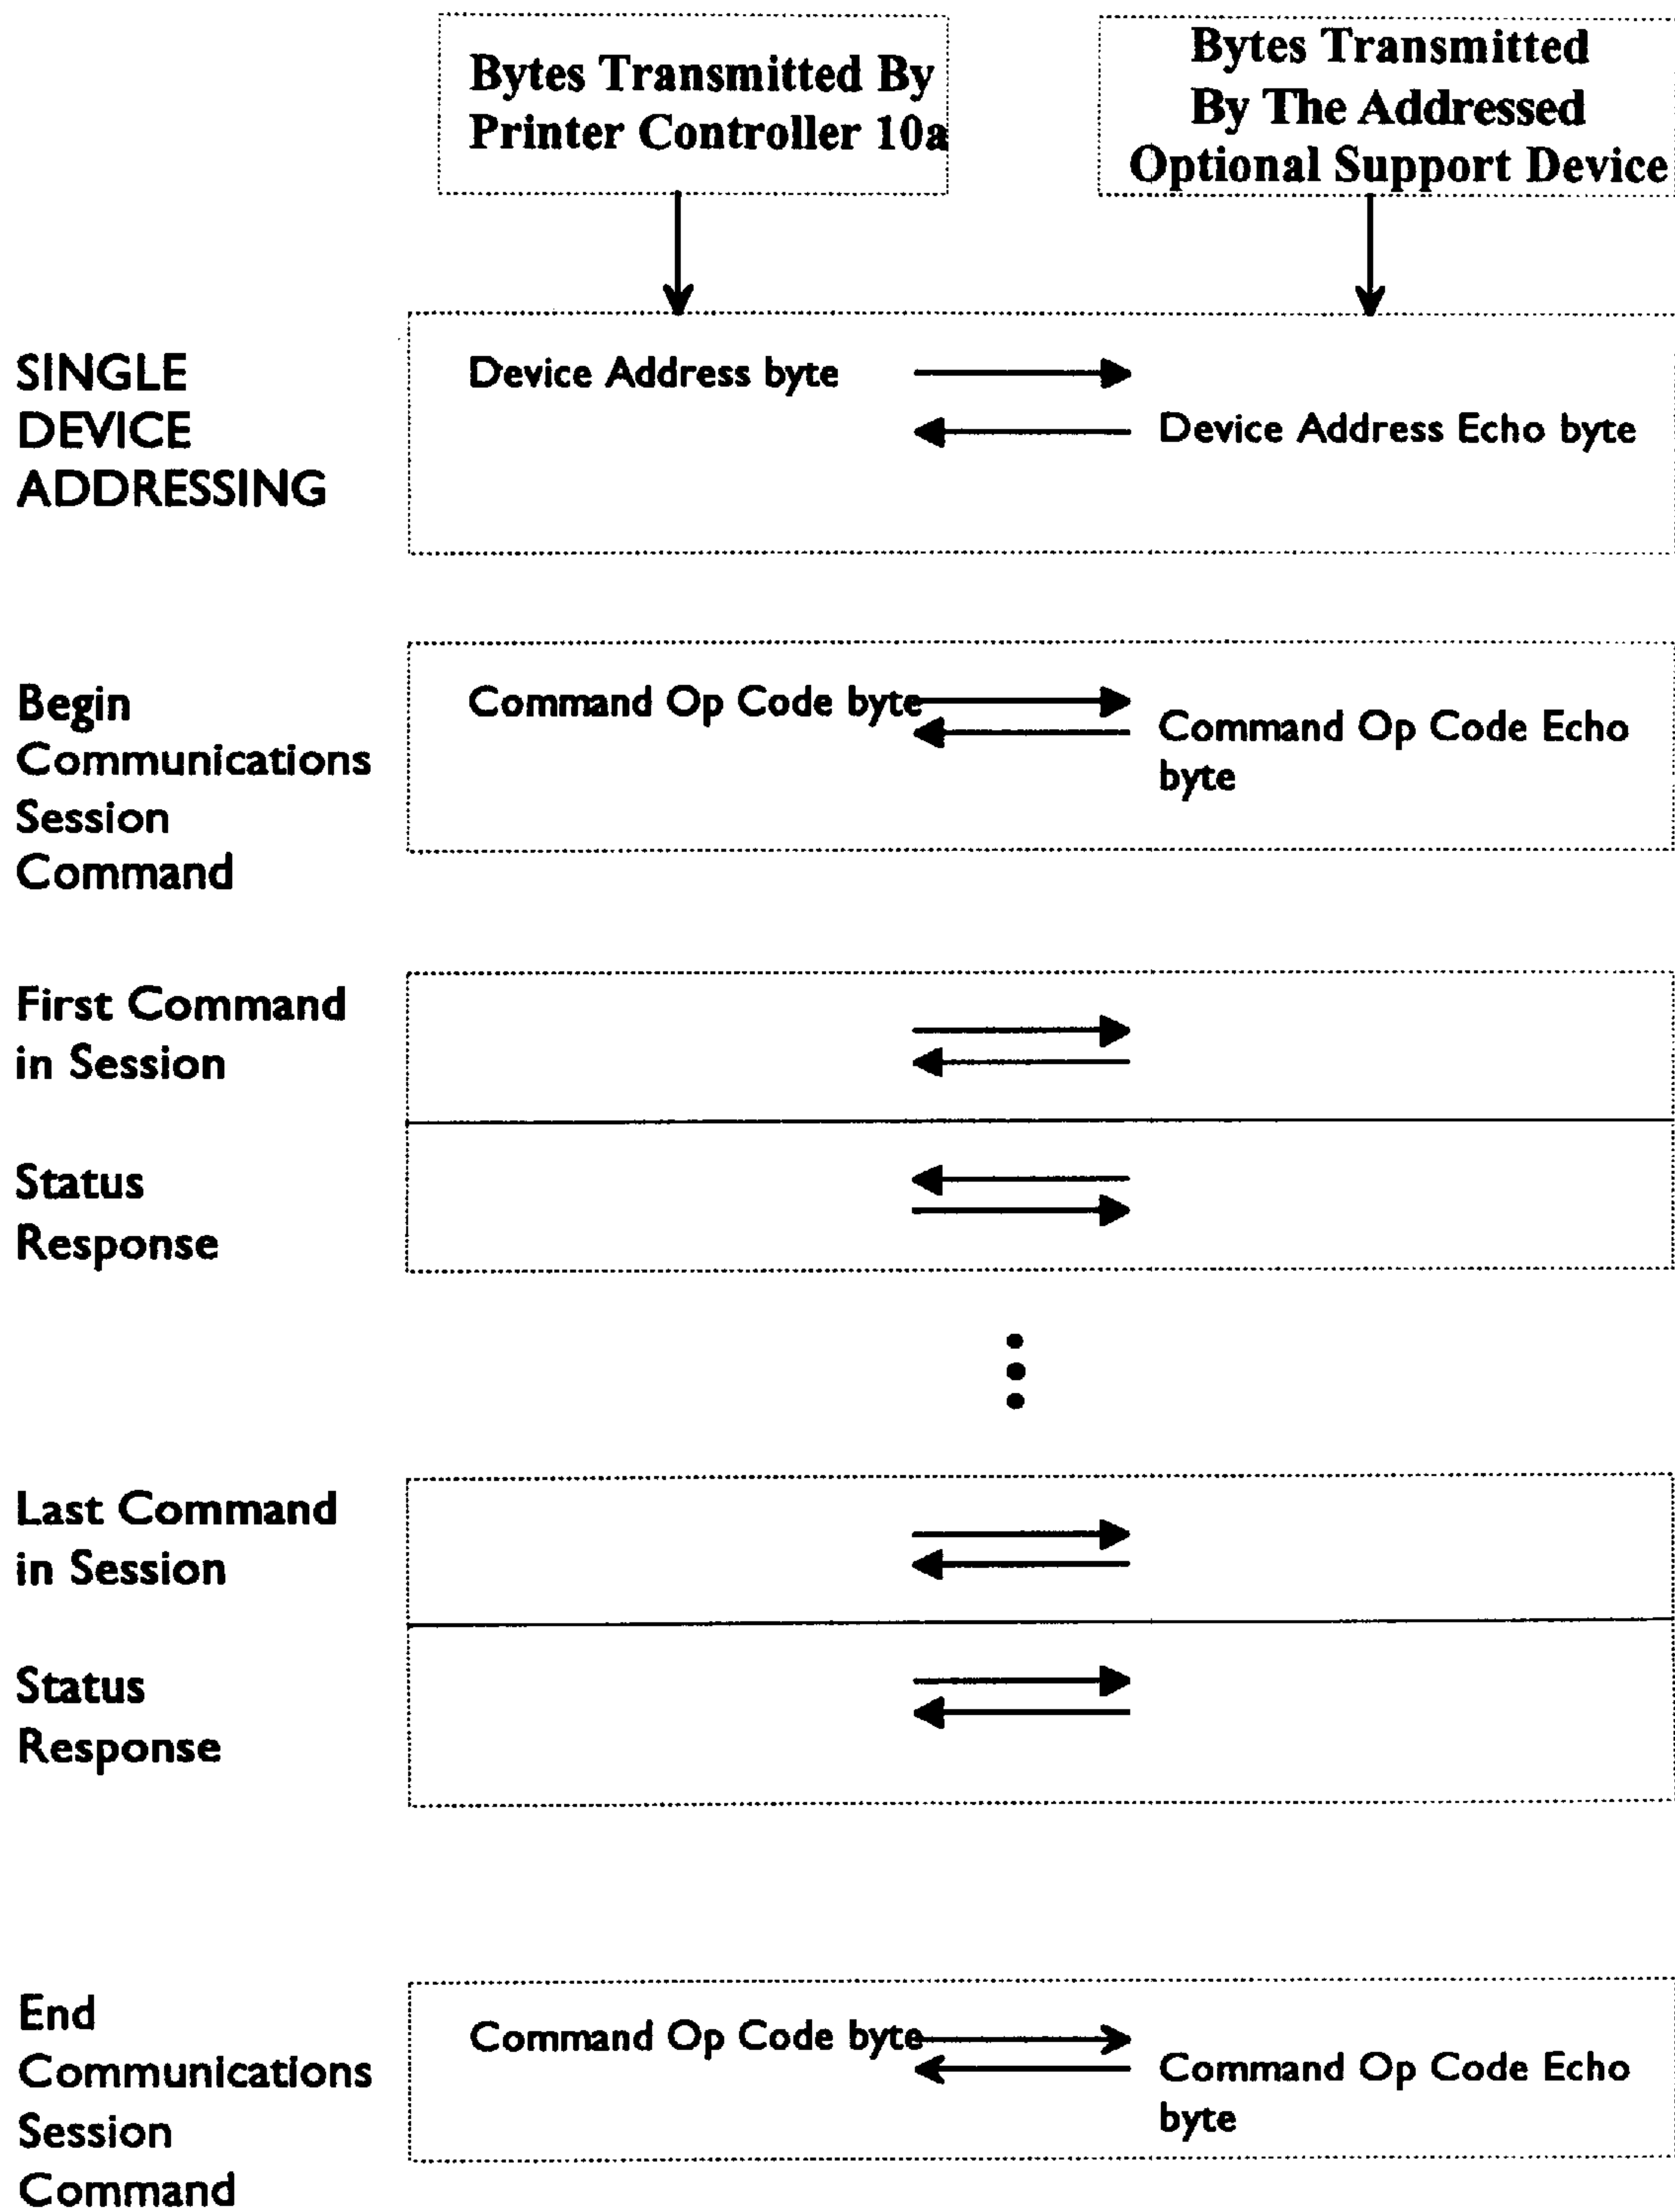 Bytes Transmitted By
Printer Controller 10a
Bytes Transmitted
By The Addressed
Optional Support Device
SINGLE
DEVICE
ADDRESSING
Device Address byte
Device Address Echo byte
Begin
Communications
Session
Command
Command Op Code byte
Command Op Code Echo
byte
First Command
in Session
Status
Response
Last Command
in Session
Status
Response
End
Communications
Session
Command
Command Op Code byte
Command Op Code Echo
byte